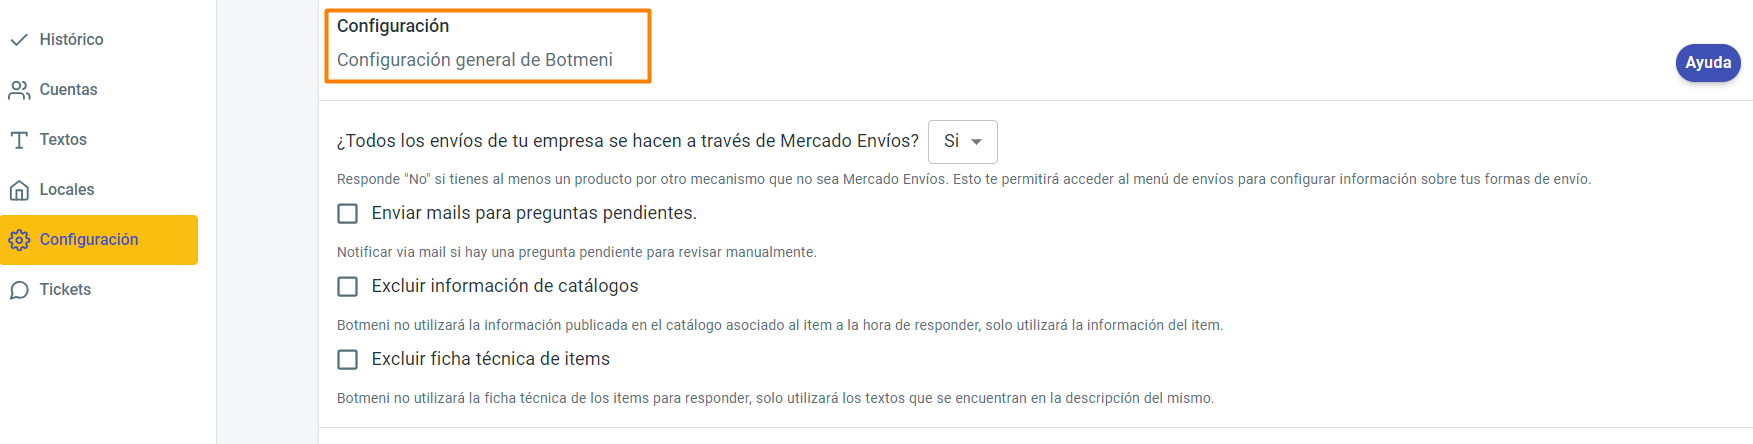 Histórico
Cuentas
Textos
Locales
Configuración
Tickets
Configuración
Configuración general de Botmeni
Ayuda
¿Todos los envíos de tu empresa se hacen a través de Mercado Envíos? Si
Responde "No" si tienes al menos un producto por otro mecanismo que no sea Mercado Envíos. Esto te permitirá acceder al menú de envíos para configurar información sobre tus formas de envío.
Enviar mails para preguntas pendientes.
Notificar via mail si hay una pregunta pendiente para revisar manualmente.
Excluir información de catálogos
Botmeni no utilizará la información publicada en el catálogo asociado al item a la hora de responder, solo utilizará la información del item.
Excluir ficha técnica de items
Botmeni no utilizará la ficha técnica de los items para responder, solo utilizará los textos que se encuentran en la descripción del mismo.